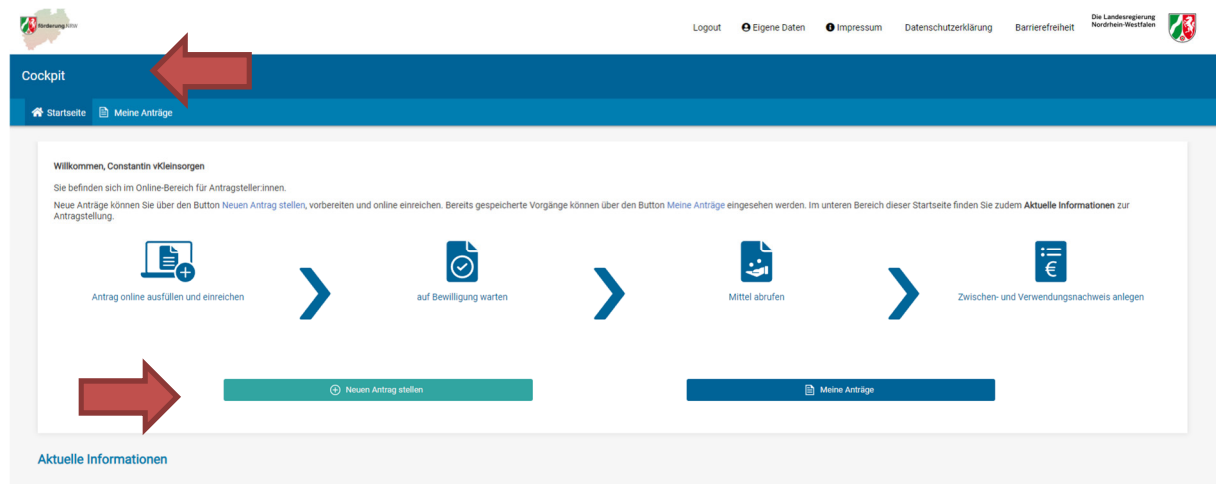 förderung.NRW
Logout Eigene Daten Impressum Datenschutzerklärung Barrierefreiheit
Die Landesregierung
Nordrhein-Westfalen
Cockpit
Startseite Meine Anträge
Willkommen, Constantin vKleinsorgen
Sie befinden sich im Online-Bereich für Antragsteller:innen.
Neue Anträge können Sie über den Button Neuen Antrag stellen, vorbereiten und online einreichen. Bereits gespeicherte Vorgänge können über den Button Meine Anträge eingesehen werden. Im unteren Bereich dieser Startseite finden Sie zudem Aktuelle Informationen zur
Antragstellung.
Antrag online ausfüllen und einreichen
auf Bewilligung warten
Mittel abrufen
Zwischen- und Verwendungsnachweis anlegen
Neuen Antrag stellen
Meine Anträge
Aktuelle Informationen